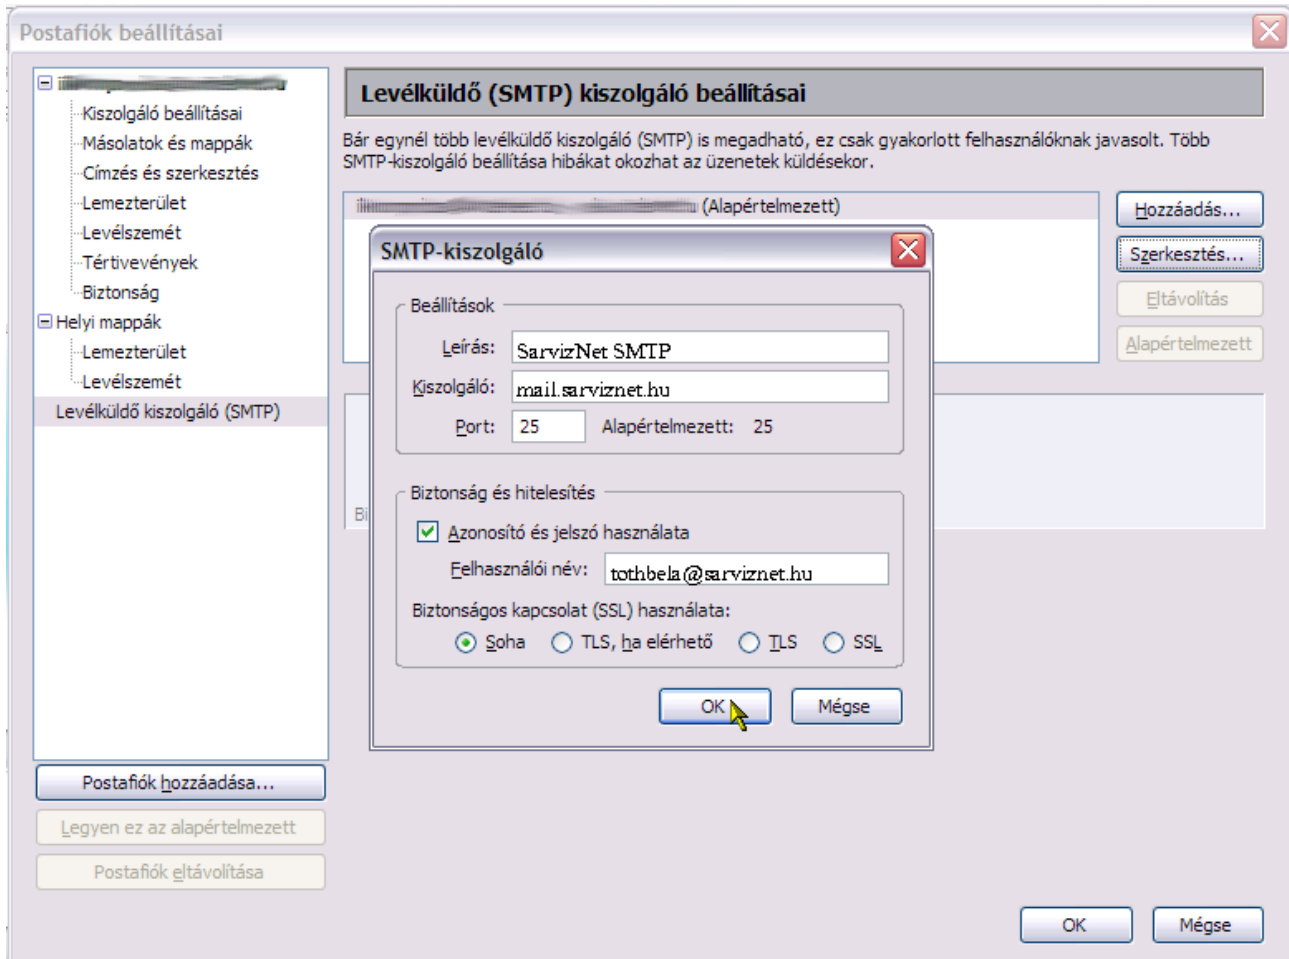 Postafiók beállításai
Kiszolgáló beállításai
Másolatok és mappák
Címzés és szerkesztés
Lemezterület
Levélszemét
Tértivevények
Biztonság
Helyi mappák
Lemezterület
Levélszemét
Levélküldő kiszolgáló (SMTP)
Postafiók hozzáadása...
Legyen ez az alapértelmezett
Postafiók eltávolítása
Levélküldő (SMTP) kiszolgáló beállításai
Bár egynél több levélküldő kiszolgáló (SMTP) is megadható, ez csak gyakorlott felhasználóknak javasolt. Több
SMTP-kiszolgáló beállítása hibákat okozhat az üzenetek küldésekor.
(Alapértelmezett)
Hozzáadás...
Szerkesztés...
Eltávolítás
Alapértelmezett
SMTP-kiszolgáló
Beállítások
Leírás: SarvizNet SMTP
Kiszolgáló: mail.sarviznet.hu
Port: 25 Alapértelmezett: 25
Biztonság és hitelesítés
Azonosító és jelszó használata
Felhasználói név: tothbela@sarviznet.hu
Biztonságos kapcsolat (SSL) használata:
Soha TLS, ha elérhető TLS SSL
OK Mégse
OK Mégse